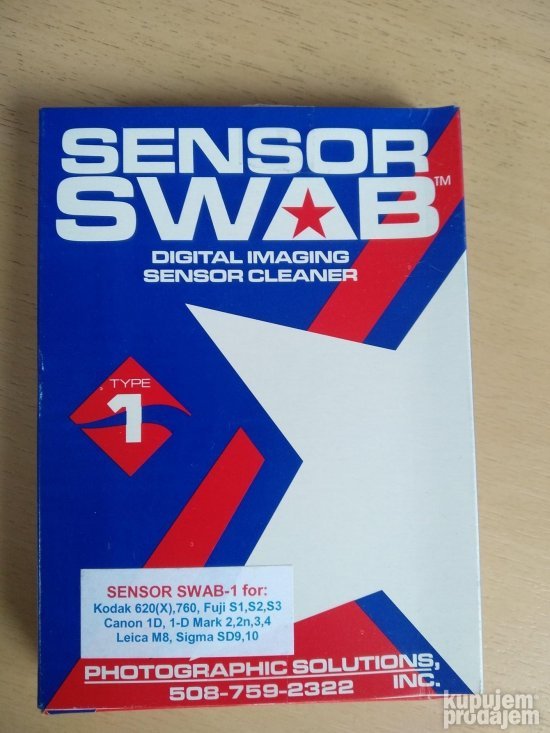 SENSOR
SWAB™
DIGITAL IMAGING
SENSOR CLEANER
TYPE
1
SENSOR SWAB-1 for:
Kodak 620(X),760, Fuji S1,S2,S3
Canon 1D, 1-D Mark 2,2n,3,4
Leica M8, Sigma SD9,10
PHOTOGRAPHIC SOLUTIONS,
INC.
508-759-2322
kupujem
prodajem